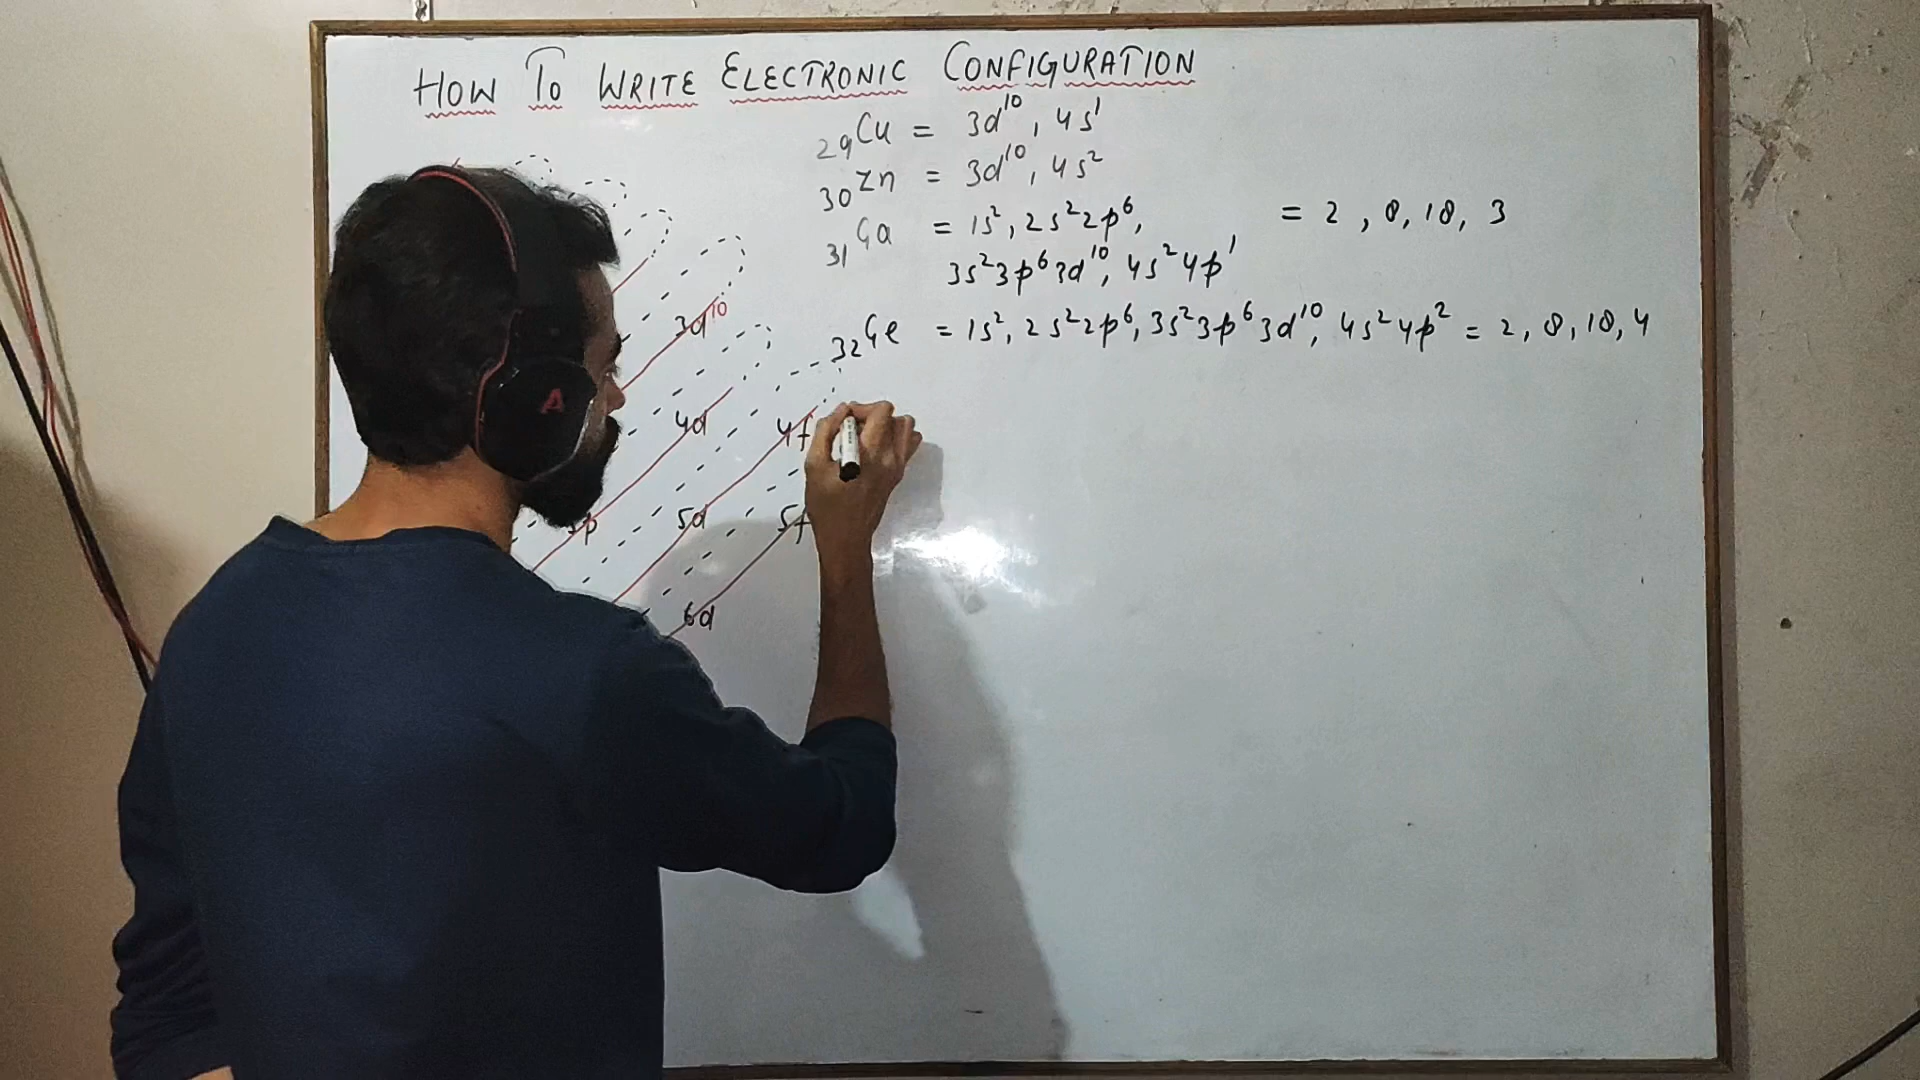 HOW TO WRITE ELECTRONIC CONFIGURATION
₂₉Cu = 3d¹⁰, 4s¹
₃₀Zn = 3d¹⁰, 4s²
₃₁Ga = 1s², 2s²2p⁶, = 2, 8, 18, 3
3s²3p⁶3d¹⁰, 4s²4p¹
₃₂Ge = 1s², 2s²2p⁶, 3s²3p⁶3d¹⁰, 4s²4p² = 2, 8, 18, 4
3d¹⁰
4d 4f
5d 5f
6d